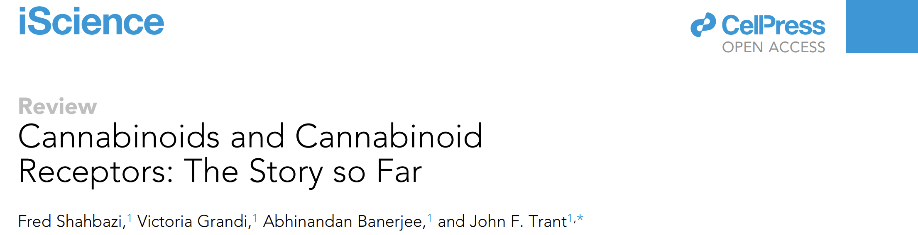 iScience
CellPress
OPEN ACCESS
Review
Cannabinoids and Cannabinoid
Receptors: The Story so Far
Fred Shahbazi,1 Victoria Grandi,1 Abhinandan Banerjee,1 and John F. Trant1,*